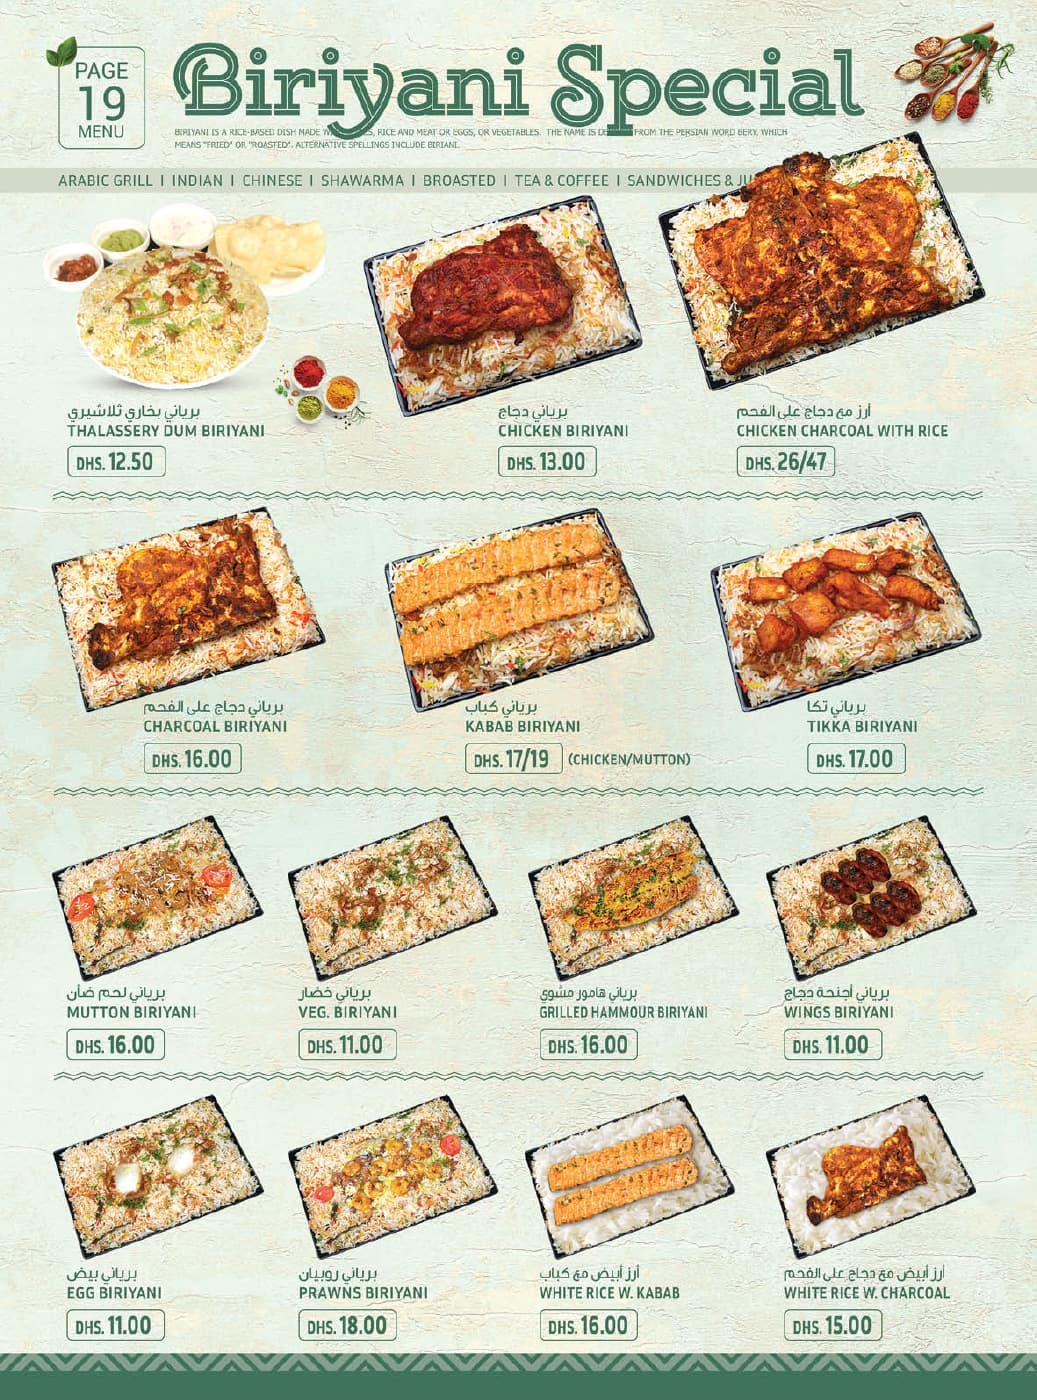 PAGE
19
MENU
Biriyani Special
BIRIYANI IS A RICE-BASED DISH MADE RICE AND MEAT OR EGGS, OR VEGETABLES. THE NAME IS FROM THE PERSIAN WORD BERY, WHICH
MEANS "FRIED" OR "ROASTED". ALTERNATIVE SPELLINGS INCLUDE BIRIANI.
ARABIC GRILL I INDIAN I CHINESE I SHAWARMA I BROASTED I TEA & COFFEE I SANDWICHES &
برياني بخاري ثلاشيري
THALASSERY DUM BIRIYANI
DHS. 12.50
برياني دجاج
CHICKEN BIRIYANI
DHS. 13.00
أرز مع دجاج على الفحم
CHICKEN CHARCOAL WITH RICE
DHS. 26/47
برياني دجاج على الفحم
CHARCOAL BIRIYANI
DHS. 16.00
برياني كباب
KABAB BIRIYANI
DHS. 17/19 (CHICKEN/MUTTON)
برياني تكا
TIKKA BIRIYANI
DHS. 17.00
برياني لحم ضأن
MUTTON BIRIYANI
DHS. 16.00
برياني خضار
VEG. BIRIYANI
DHS. 11.00
برياني هامور مشوي
GRILLED HAMMOUR BIRIYANI
DHS. 16.00
برياني أجنحة دجاج
WINGS BIRIYANI
DHS. 11.00
برياني بيض
EGG BIRIYANI
DHS. 11.00
برياني روبيان
PRAWNS BIRIYANI
DHS. 18.00
أرز أبيض مع كباب
WHITE RICE W. KABAB
DHS. 16.00
أرز أبيض مع دجاج على الفحم
WHITE RICE W. CHARCOAL
DHS. 15.00